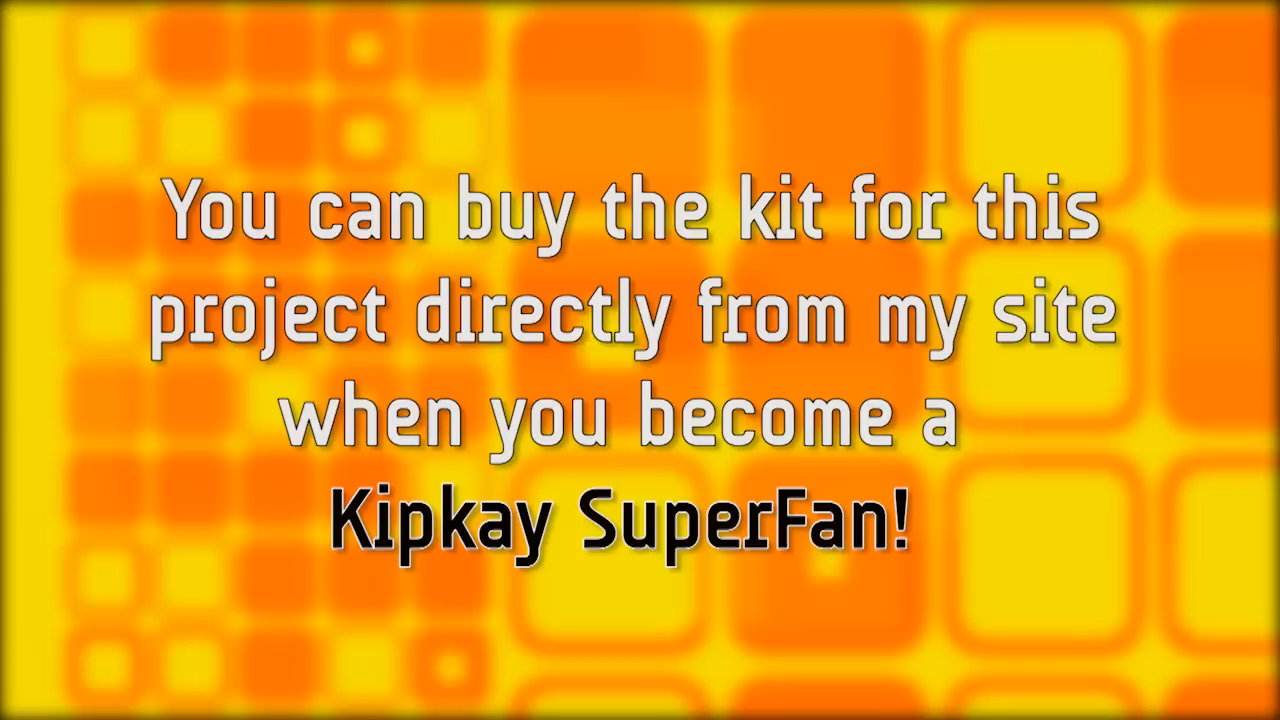 You can buy the kit for this
project directly from my site
when you become a
Kipkay SuperFan!